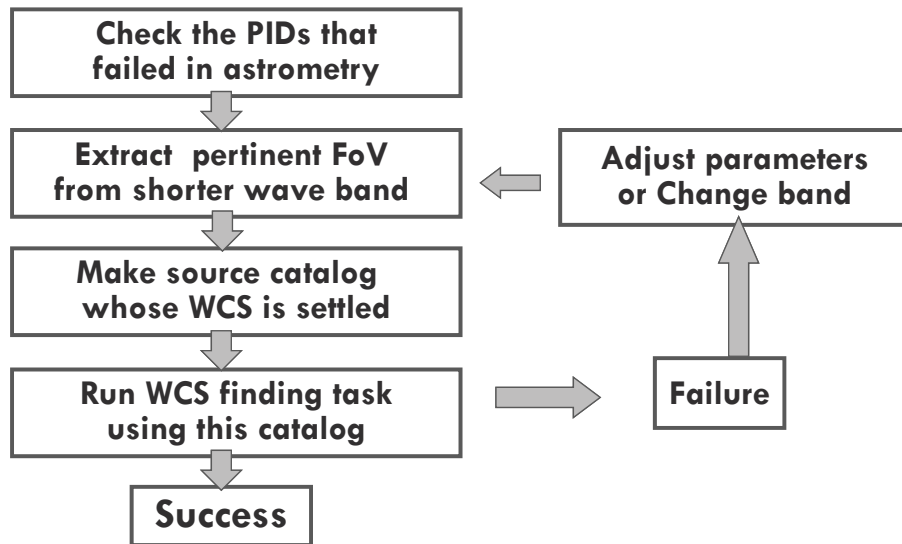 Check the PIDs that
failed in astrometry
Extract pertinent FoV
from shorter wave band
Adjust parameters
or Change band
Make source catalog
whose WCS is settled
Run WCS finding task
using this catalog
Failure
Success